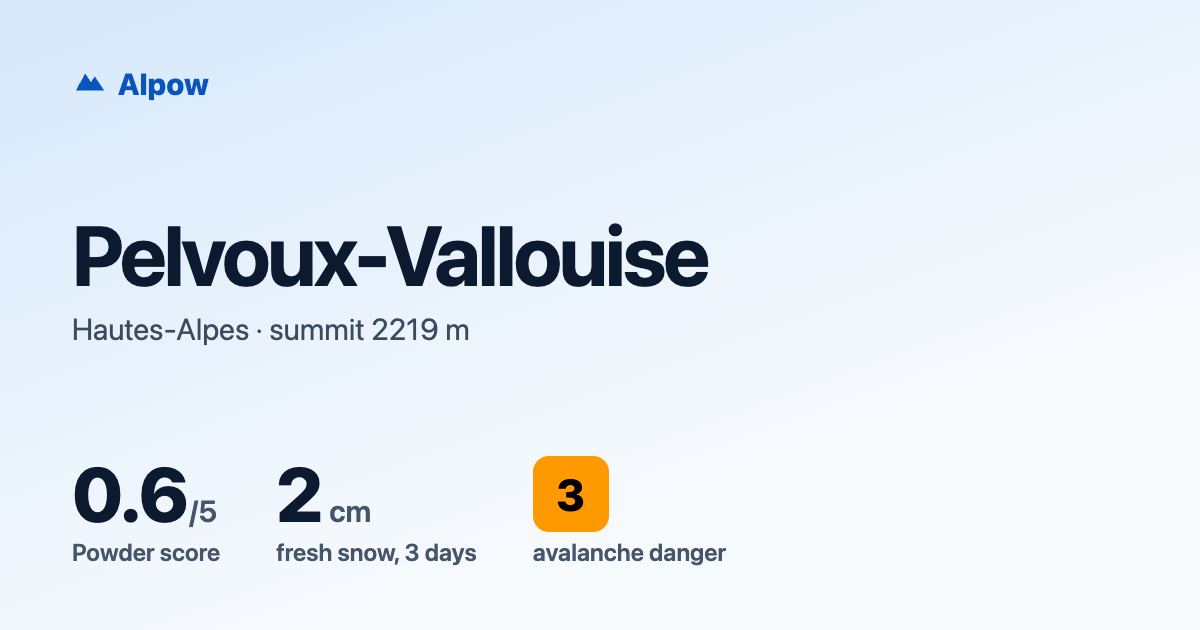 Alpow
Pelvoux-Vallouise
Hautes-Alpes · summit 2219 m
0.6/5 2 cm 3
Powder score fresh snow, 3 days avalanche danger